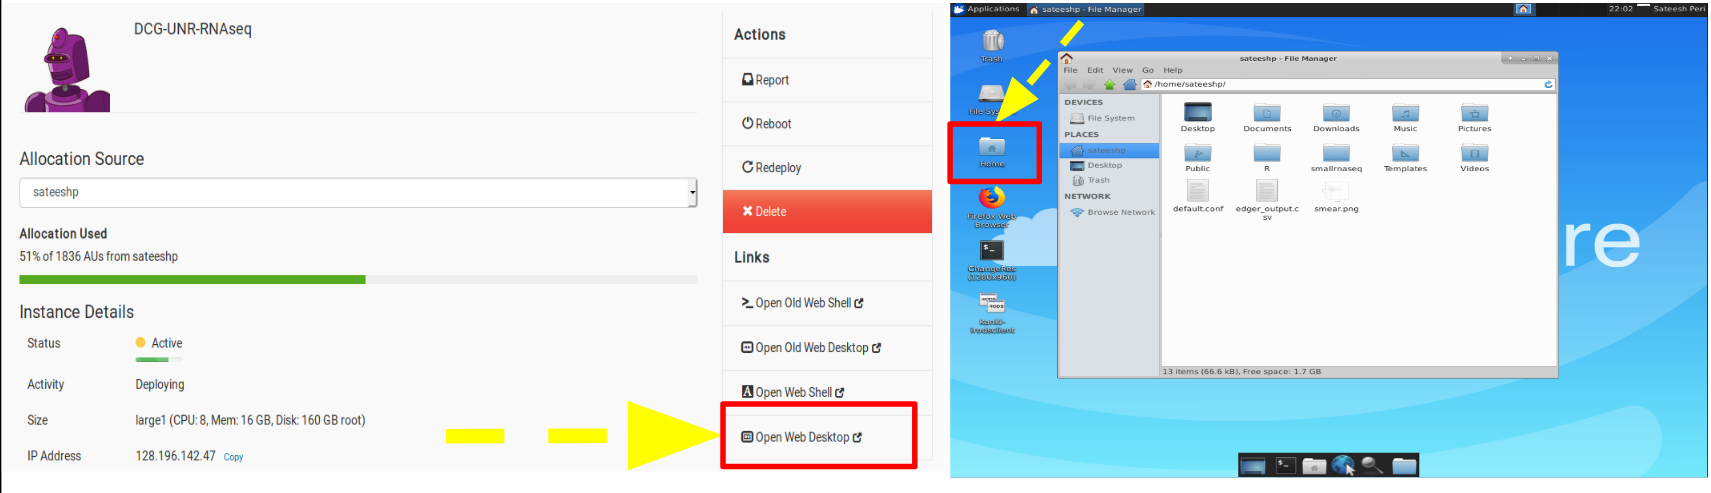 DCG-UNR-RNAseq
Allocation Source
sateeshp
Allocation Used
51% of 1836 AUs from sateeshp
Instance Details
Status Active
Activity Deploying
Size large1 (CPU: 8, Mem: 16 GB, Disk: 160 GB root)
IP Address 128.196.142.47 Copy
Actions
Report
Reboot
Redeploy
Delete
Links
Open Old Web Shell
Open Old Web Desktop
Open Web Shell
Open Web Desktop
Applications sateeshp - File Manager 22:02 Sateesh Peri
Trash
File System
Home
Firefox Web
Browser
ChangeRes
(1280x960)
kanki-
irodsclient
sateeshp - File Manager
File Edit View Go Help
/home/sateeshp/
DEVICES
File System
PLACES
sateeshp
Desktop
Trash
NETWORK
Browse Network
Desktop Documents Downloads Music Pictures
Public R smallrnaseq Templates Videos
default.conf edger_output.c smear.png
sv
13 items (66.6 kB), Free space: 1.7 GB
re